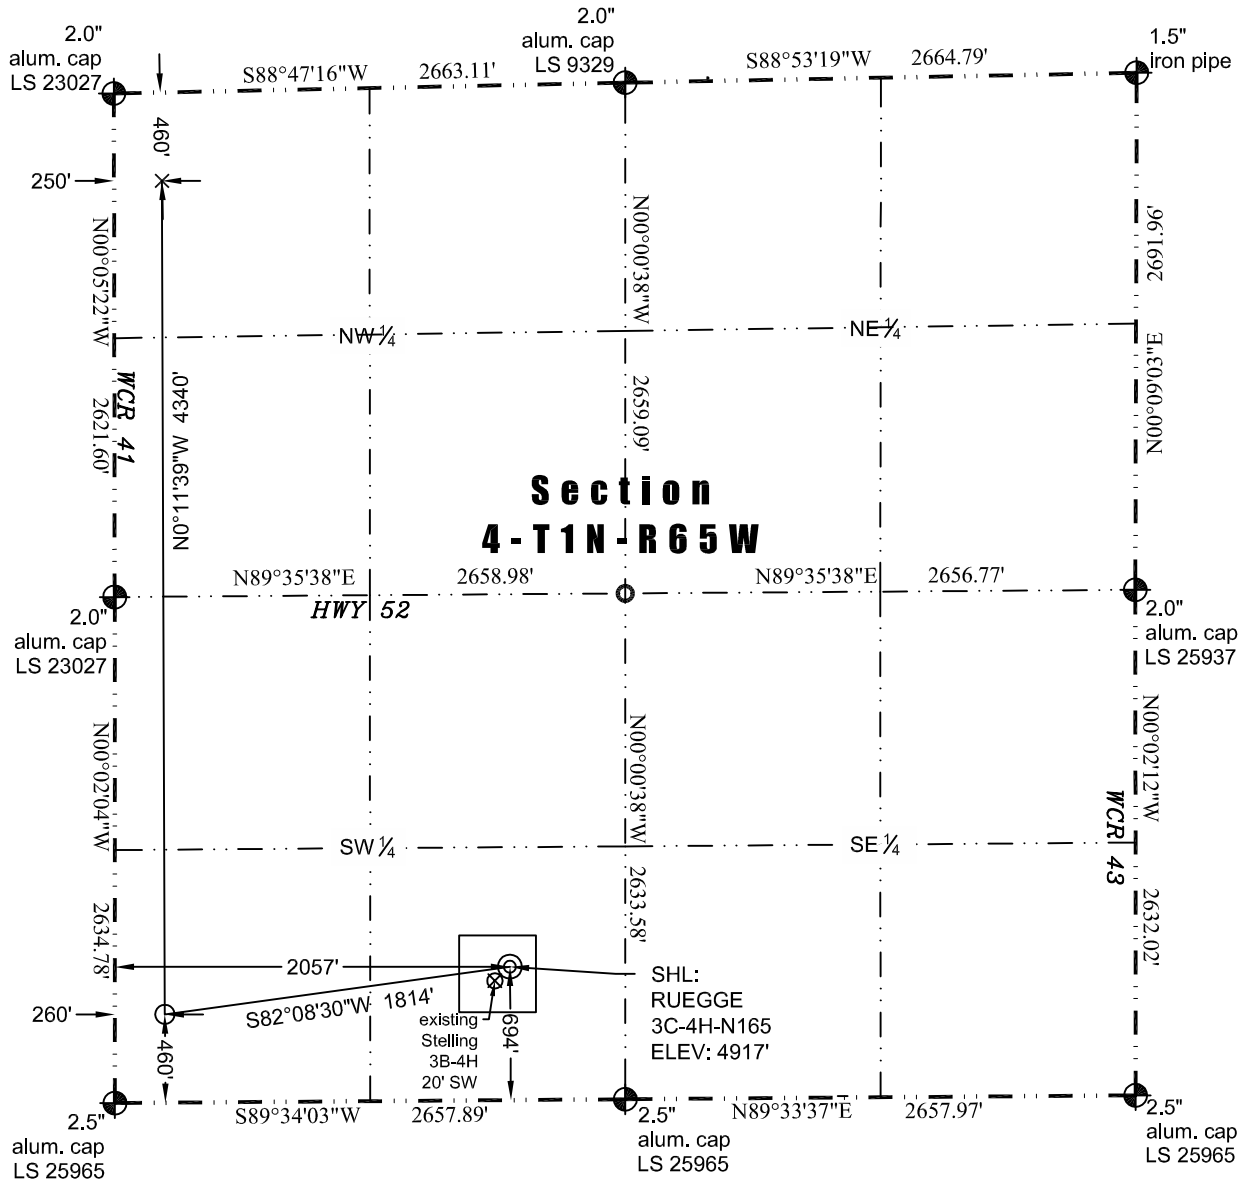 2.0"
alum. cap
LS 23027
S88°47'16"W 2663.11'
2.0"
alum. cap
LS 9329
S88°53'19"W 2664.79'
1.5"
iron pipe
460'
250'
N00°05'22"W 2621.60'
WCR 41
N0°11'39"W 4340'
N00°00'38"W 2659.09'
N00°09'03"E 2691.96'
NW 1/4
NE 1/4
Section
4-T1N-R65W
N89°35'38"E 2658.98'
N89°35'38"E 2656.77'
HWY 52
2.0"
alum. cap
LS 23027
2.0"
alum. cap
LS 25937
N00°02'04"W 2634.78'
N00°00'38"W 2633.58'
N00°02'12"W 2632.02'
WCR 43
SW 1/4
SE 1/4
2057'
S82°08'30"W 1814'
260'
460'
694'
existing
Stelling
3B-4H
20' SW
SHL:
RUEGGE
3C-4H-N165
ELEV: 4917'
2.5"
alum. cap
LS 25965
S89°34'03"W 2657.89'
2.5"
alum. cap
LS 25965
N89°33'37"E 2657.97'
2.5"
alum. cap
LS 25965